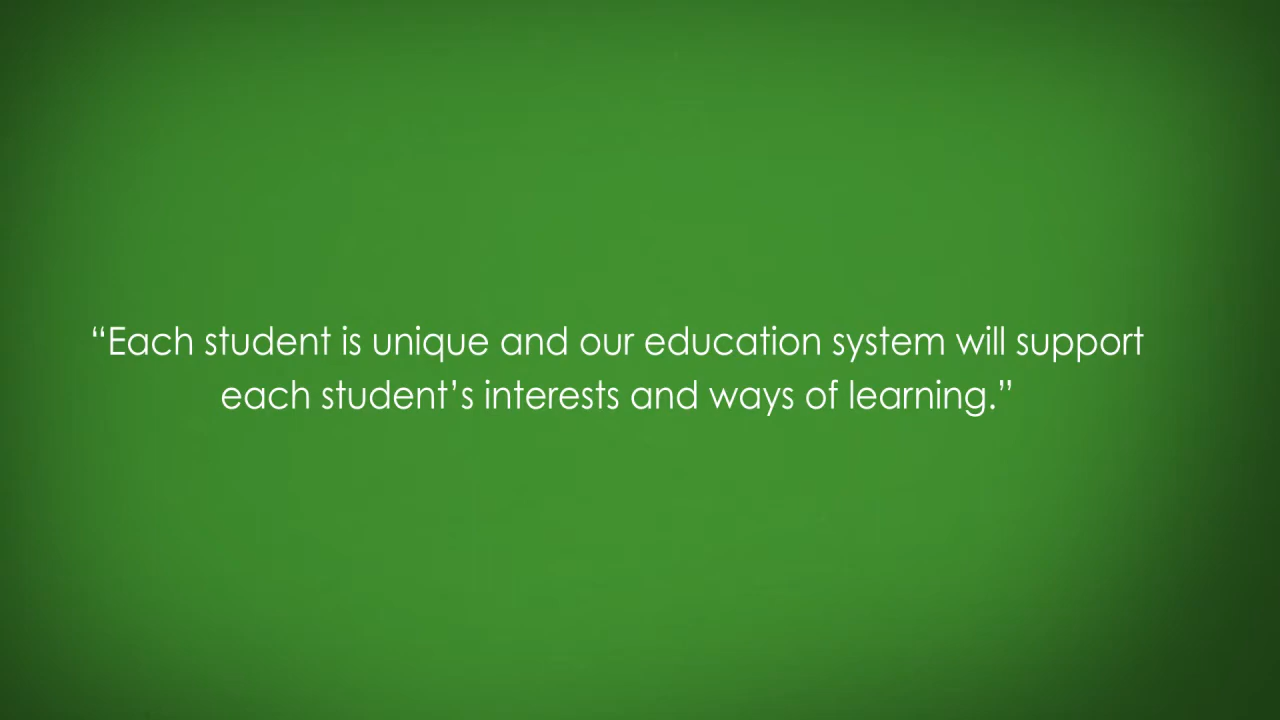 “Each student is unique and our education system will support
each student’s interests and ways of learning.”